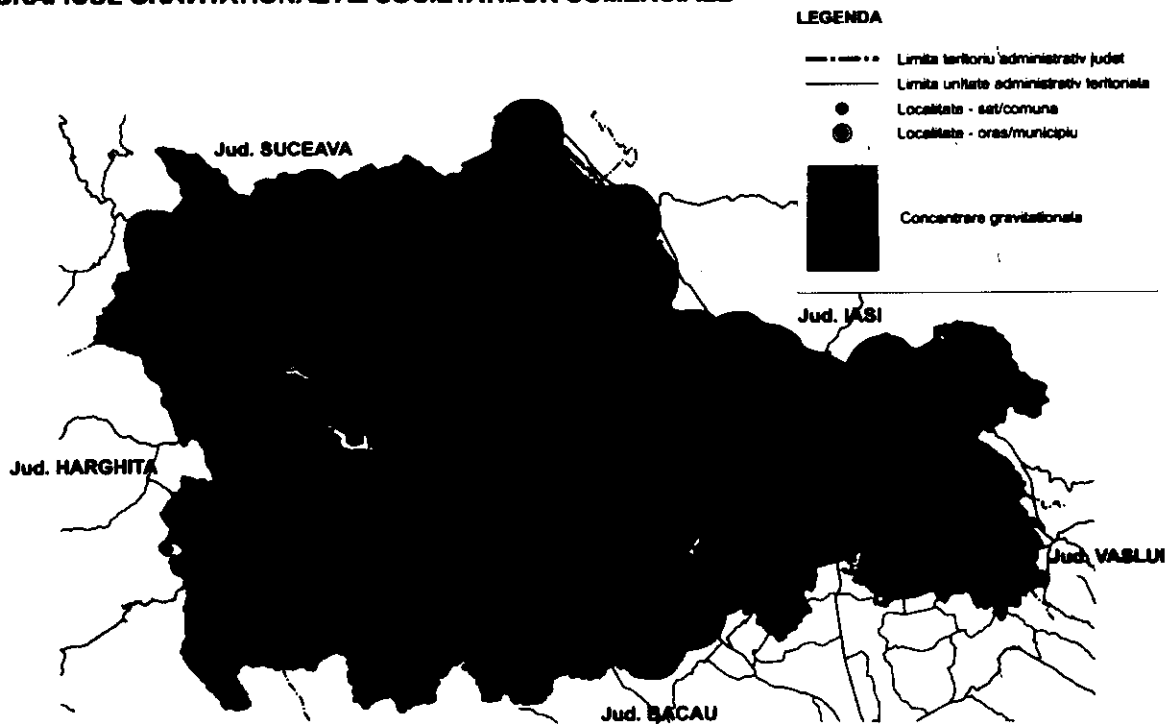 LEGENDA
Limita teritoriu administrativ judet
Limita unitate administrativ teritoriala
Localitate - sat/comuna
Localitate - oras/municipiu
Concentrare gravitationala
Jud. SUCEAVA
Jud. IASI
Jud. HARGHITA
Jud. VASLUI
Jud. BACAU